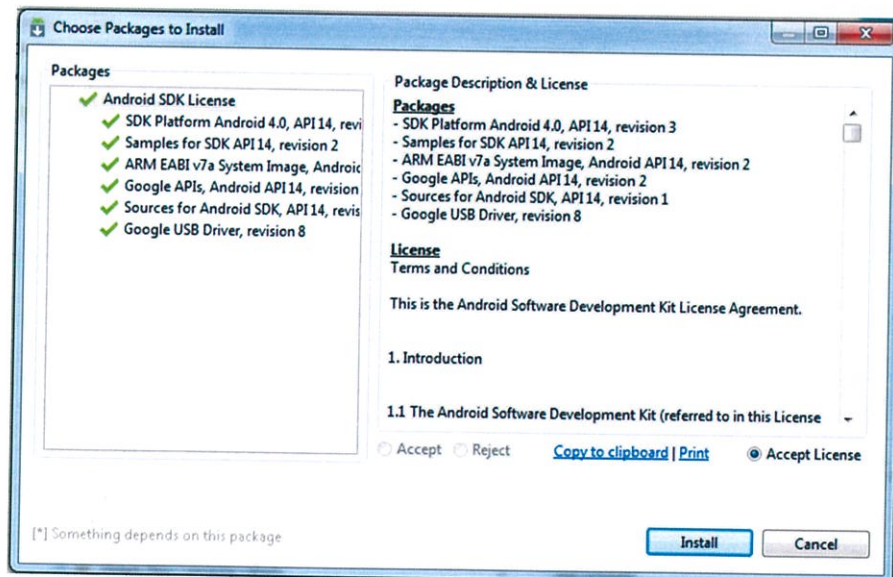 Choose Packages to Install
Packages
Android SDK License
SDK Platform Android 4.0, API 14, revi
Samples for SDK API 14, revision 2
ARM EABI v7a System Image, Android
Google APIs, Android API 14, revision
Sources for Android SDK, API 14, revis
Google USB Driver, revision 8
[*] Something depends on this package
Package Description & License
Packages
- SDK Platform Android 4.0, API 14, revision 3
- Samples for SDK API 14, revision 2
- ARM EABI v7a System Image, Android API 14, revision 2
- Google APIs, Android API 14, revision 2
- Sources for Android SDK, API 14, revision 1
- Google USB Driver, revision 8
License
Terms and Conditions
This is the Android Software Development Kit License Agreement.
1. Introduction
1.1 The Android Software Development Kit (referred to in this License
Accept Reject Copy to clipboard | Print Accept License
Install Cancel